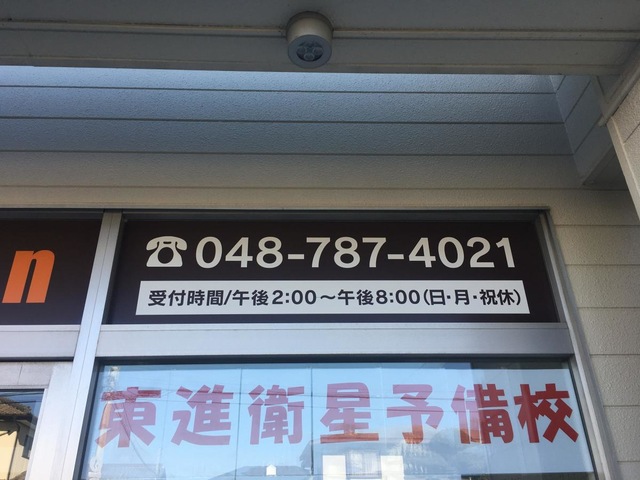 n
☎048-787-4021
受付時間/午後2:00～午後8:00(日・月・祝休)
東進衛星予備校